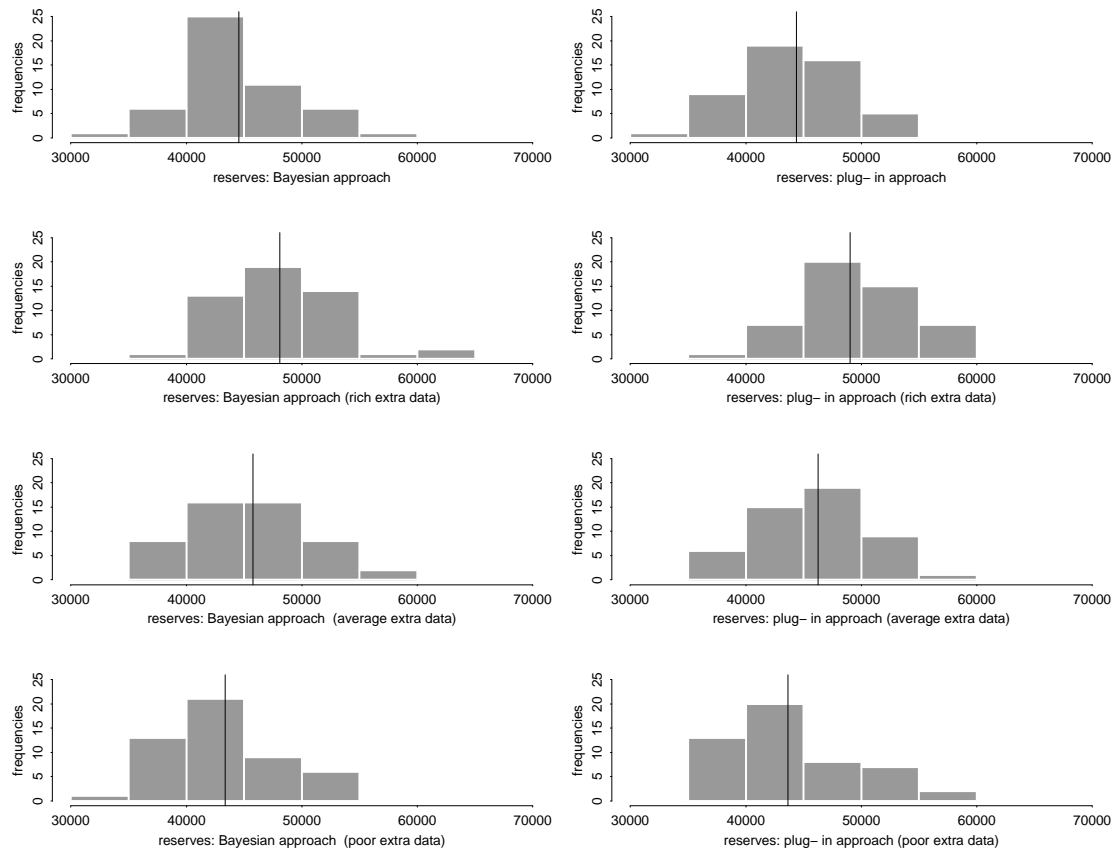 frequencies
0 5 10 15 20 25
30000 40000 50000 60000 70000
reserves: Bayesian approach
frequencies
0 5 10 15 20 25
30000 40000 50000 60000 70000
reserves: plug− in approach
frequencies
0 5 10 15 20 25
30000 40000 50000 60000 70000
reserves: Bayesian approach (rich extra data)
frequencies
0 5 10 15 20 25
30000 40000 50000 60000 70000
reserves: plug− in approach (rich extra data)
frequencies
0 5 10 15 20 25
30000 40000 50000 60000 70000
reserves: Bayesian approach (average extra data)
frequencies
0 5 10 15 20 25
30000 40000 50000 60000 70000
reserves: plug− in approach (average extra data)
frequencies
0 5 10 15 20 25
30000 40000 50000 60000 70000
reserves: Bayesian approach (poor extra data)
frequencies
0 5 10 15 20 25
30000 40000 50000 60000 70000
reserves: plug− in approach (poor extra data)